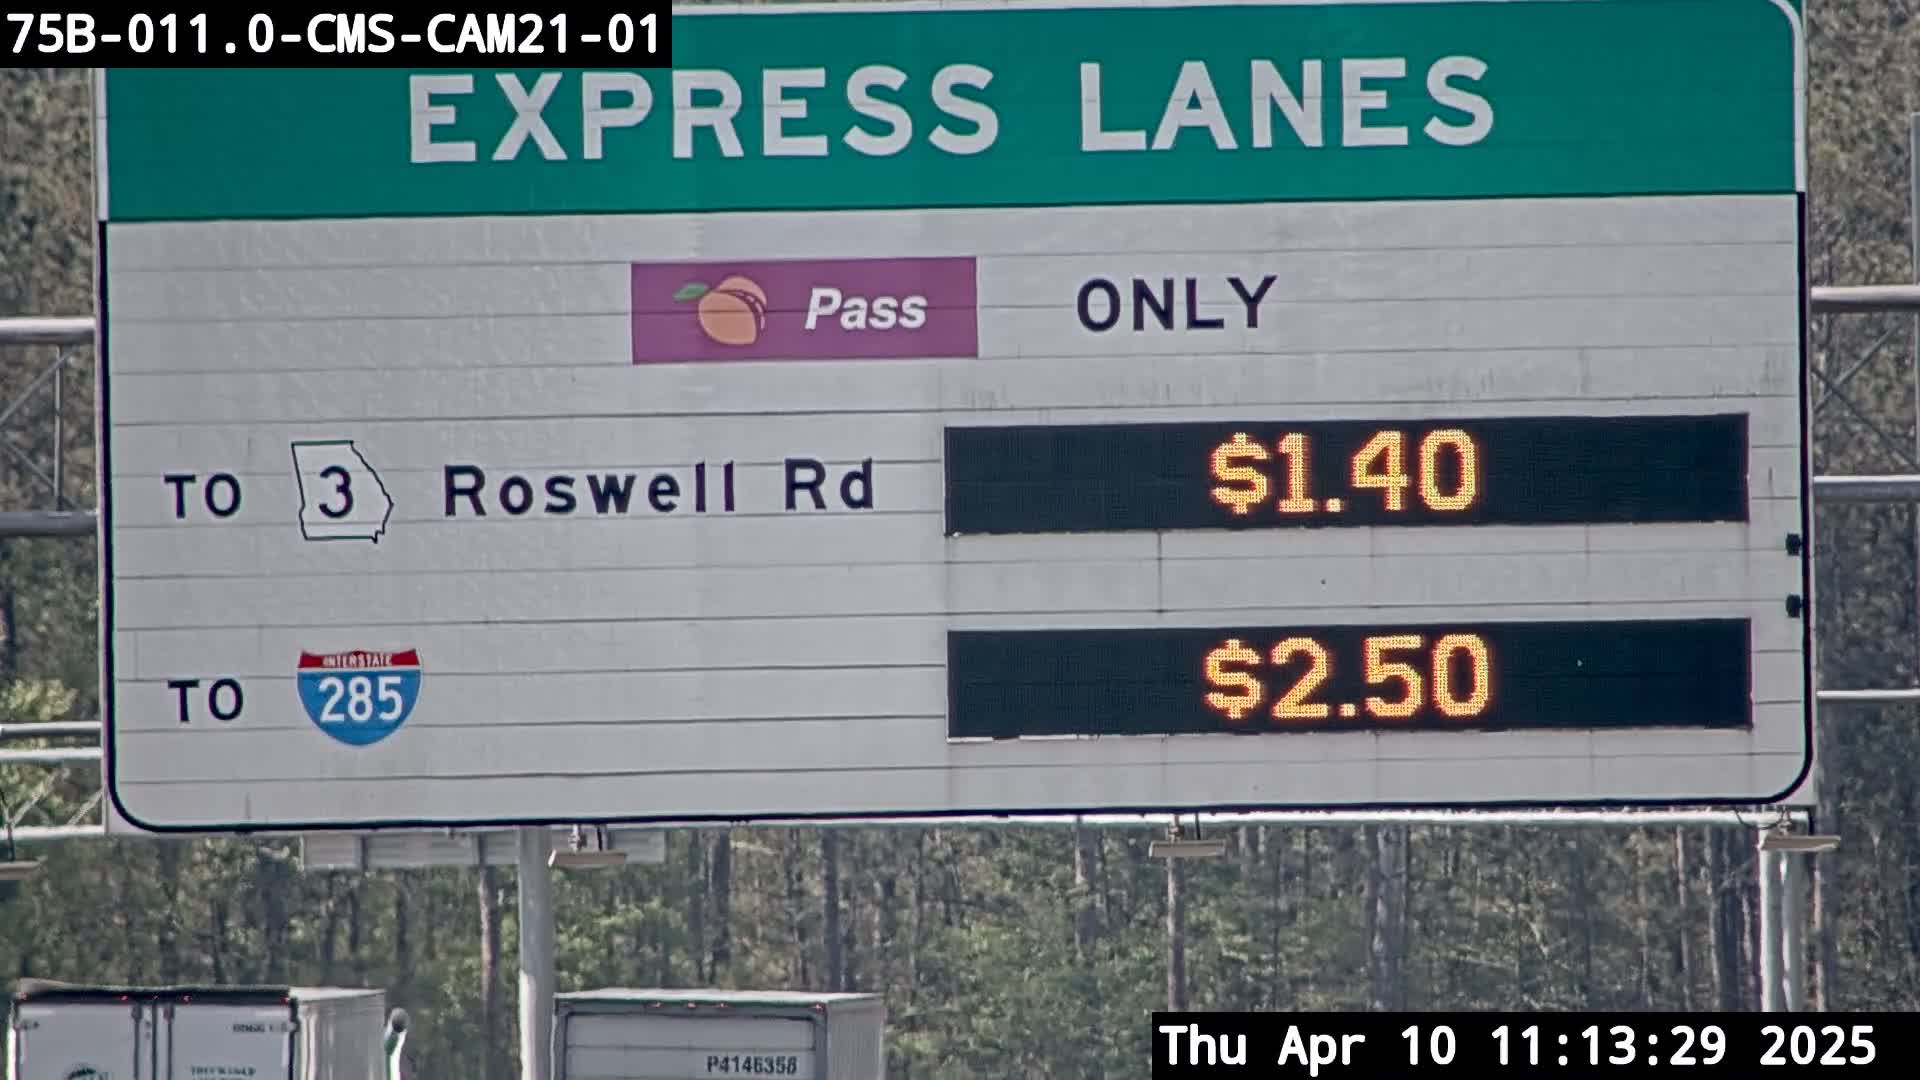 75B-011.0-CMS-CAM21-01
EXPRESS LANES
Pass ONLY
TO 3 Roswell Rd $1.40
TO INTERSTATE 285 $2.50
P4146358
Thu Apr 10 11:13:29 2025